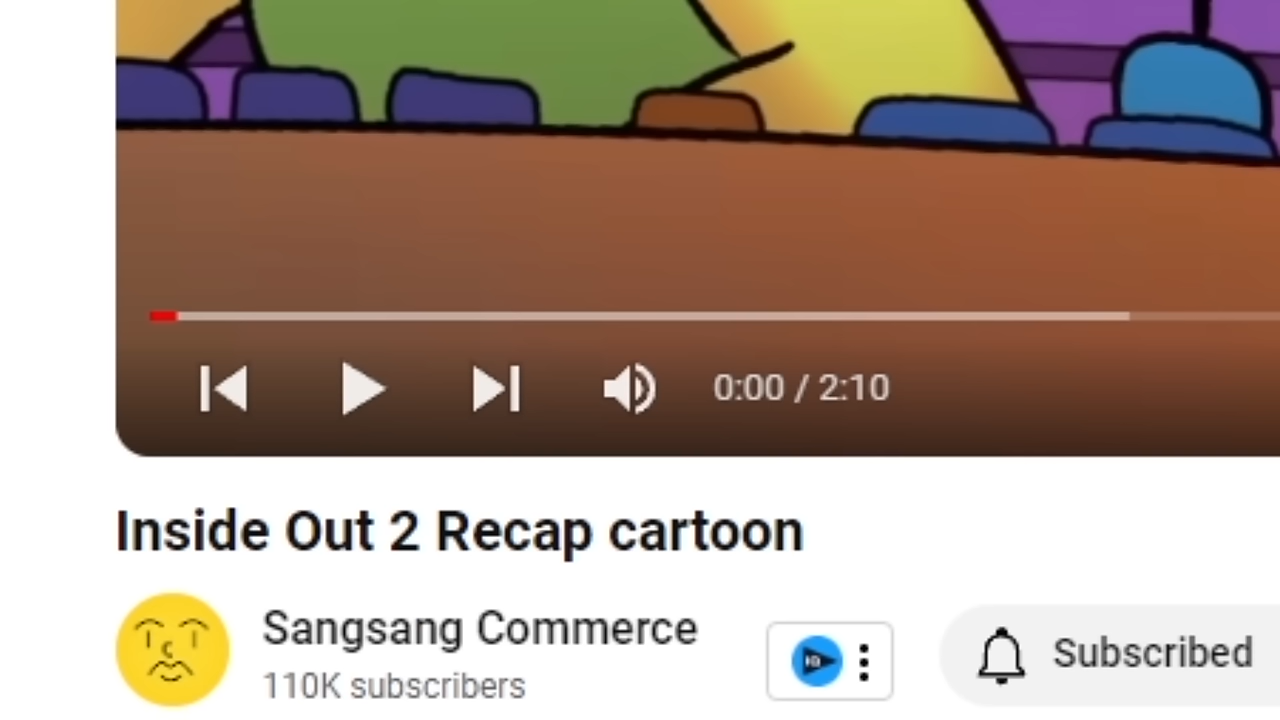 0:00 / 2:10
Inside Out 2 Recap cartoon
Sangsang Commerce
110K subscribers
Subscribed